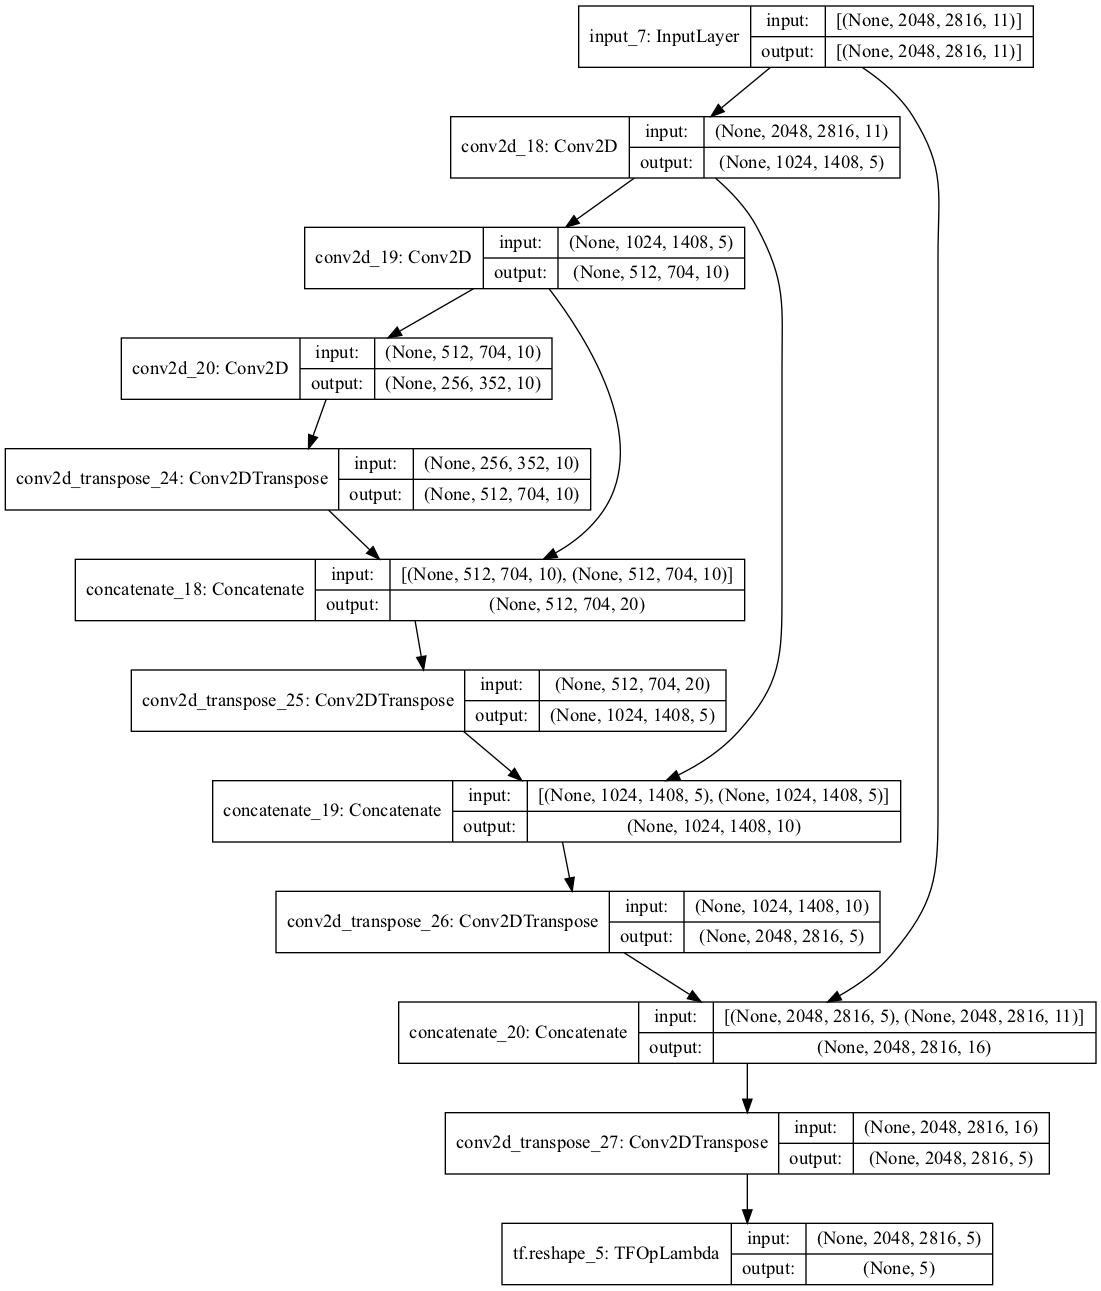 input_7: InputLayer
input:
[(None, 2048, 2816, 11)]
output:
[(None, 2048, 2816, 11)]
conv2d_18: Conv2D
input:
(None, 2048, 2816, 11)
output:
(None, 1024, 1408, 5)
conv2d_19: Conv2D
input:
(None, 1024, 1408, 5)
output:
(None, 512, 704, 10)
conv2d_20: Conv2D
input:
(None, 512, 704, 10)
output:
(None, 256, 352, 10)
conv2d_transpose_24: Conv2DTranspose
input:
(None, 256, 352, 10)
output:
(None, 512, 704, 10)
concatenate_18: Concatenate
input:
[(None, 512, 704, 10), (None, 512, 704, 10)]
output:
(None, 512, 704, 20)
conv2d_transpose_25: Conv2DTranspose
input:
(None, 512, 704, 20)
output:
(None, 1024, 1408, 5)
concatenate_19: Concatenate
input:
[(None, 1024, 1408, 5), (None, 1024, 1408, 5)]
output:
(None, 1024, 1408, 10)
conv2d_transpose_26: Conv2DTranspose
input:
(None, 1024, 1408, 10)
output:
(None, 2048, 2816, 5)
concatenate_20: Concatenate
input:
[(None, 2048, 2816, 5), (None, 2048, 2816, 11)]
output:
(None, 2048, 2816, 16)
conv2d_transpose_27: Conv2DTranspose
input:
(None, 2048, 2816, 16)
output:
(None, 2048, 2816, 5)
tf.reshape_5: TFOpLambda
input:
(None, 2048, 2816, 5)
output:
(None, 5)